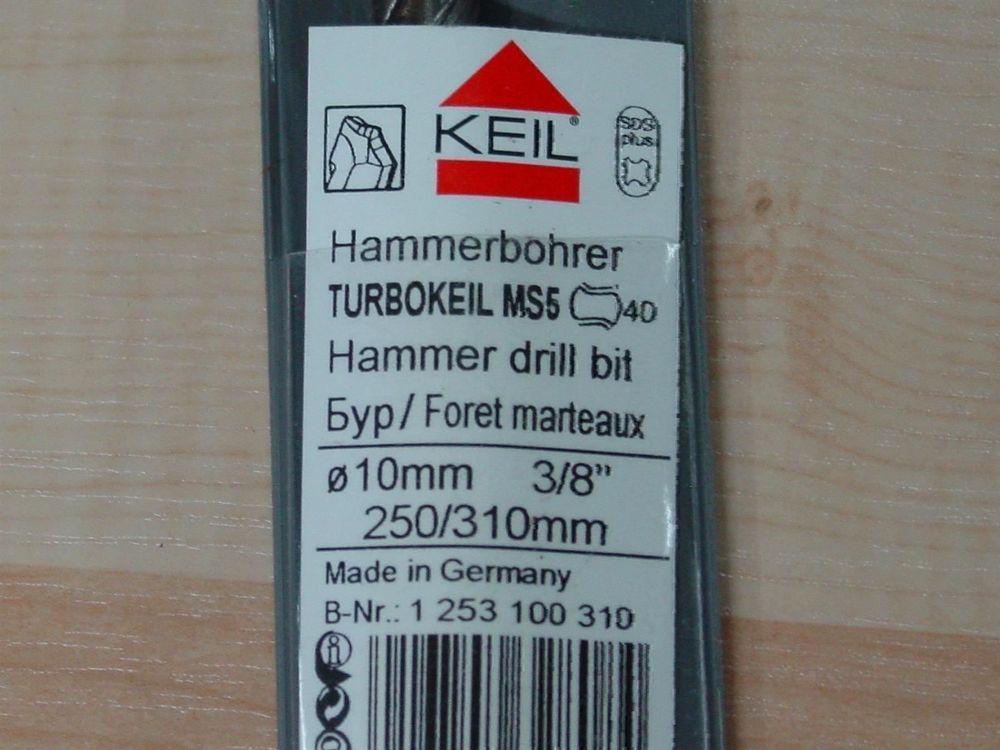 KEIL®
SDS
plus
Hammerbohrer
TURBOKEIL MS5 40
Hammer drill bit
Бур / Foret marteaux
ø10mm 3/8"
250/310mm
Made in Germany
B-Nr.: 1 253 100 310